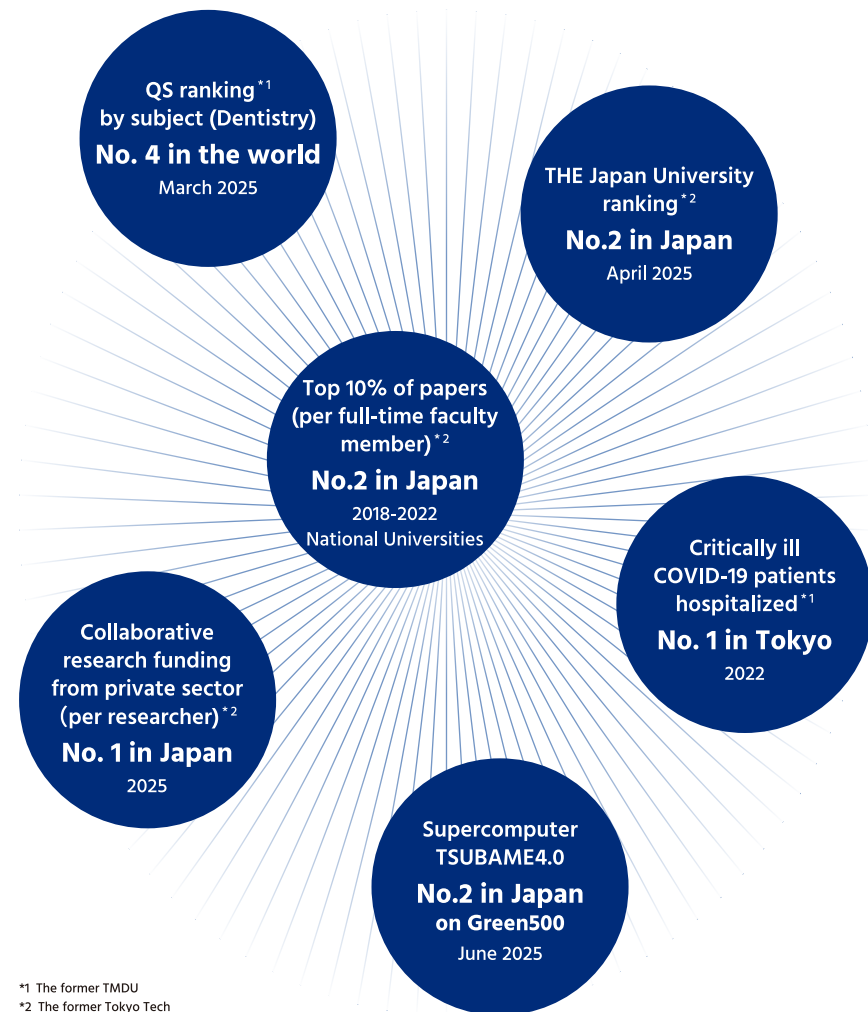 QS ranking*1
by subject (Dentistry)
No. 4 in the world
March 2025
THE Japan University
ranking*2
No.2 in Japan
April 2025
Top 10% of papers
(per full-time faculty
member)*2
No.2 in Japan
2018-2022
National Universities
Critically ill
COVID-19 patients
hospitalized*1
No. 1 in Tokyo
2022
Collaborative
research funding
from private sector
(per researcher)*2
No. 1 in Japan
2025
Supercomputer
TSUBAME4.0
No.2 in Japan
on Green500
June 2025
*1 The former TMDU
*2 The former Tokyo Tech